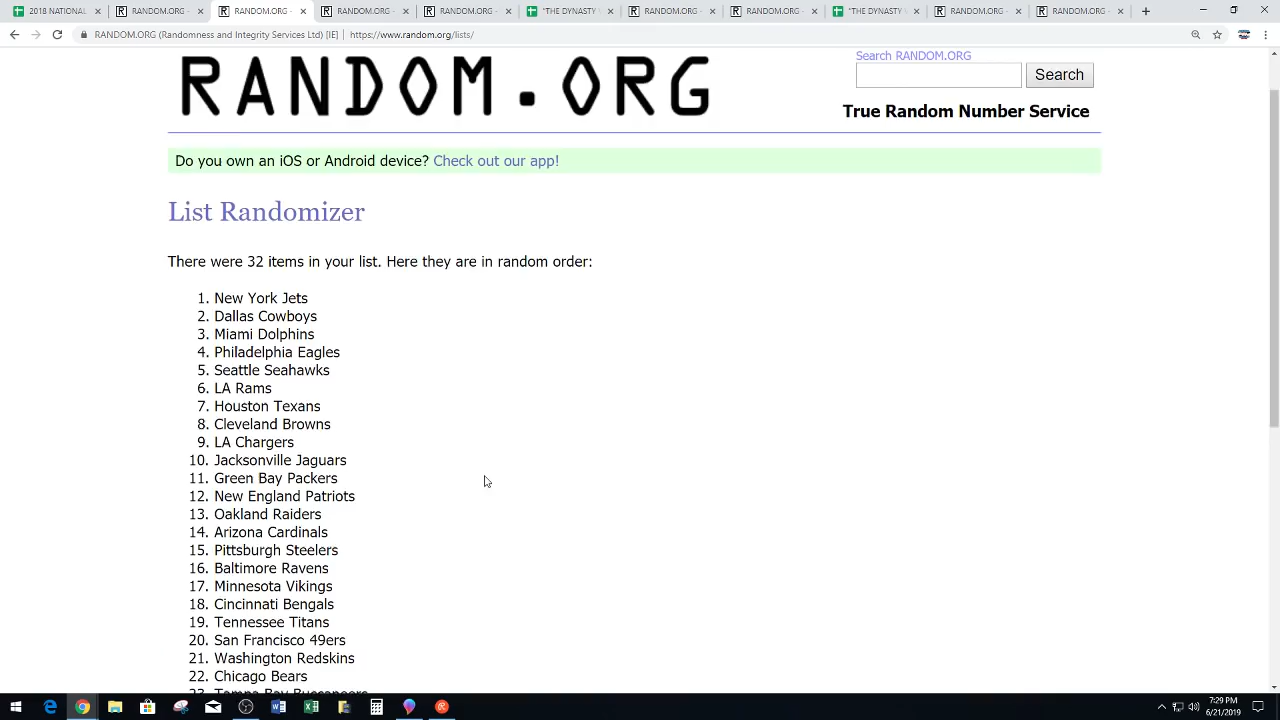 2018 NATIONAL
RANDOM.ORG -
RANDOM.ORG -
RANDOM.ORG -
RANDOM.ORG -
"THE DYNASTY
RANDOM.ORG -
RANDOM.ORG -
"THE DYNASTY
RANDOM.ORG -
RANDOM.ORG -
RANDOM.ORG (Randomness and Integrity Services Ltd) [IE] | https://www.random.org/lists/
RANDOM.ORG
Search RANDOM.ORG
Search
True Random Number Service
Do you own an iOS or Android device? Check out our app!
List Randomizer
There were 32 items in your list. Here they are in random order:
1. New York Jets
2. Dallas Cowboys
3. Miami Dolphins
4. Philadelphia Eagles
5. Seattle Seahawks
6. LA Rams
7. Houston Texans
8. Cleveland Browns
9. LA Chargers
10. Jacksonville Jaguars
11. Green Bay Packers
12. New England Patriots
13. Oakland Raiders
14. Arizona Cardinals
15. Pittsburgh Steelers
16. Baltimore Ravens
17. Minnesota Vikings
18. Cincinnati Bengals
19. Tennessee Titans
20. San Francisco 49ers
21. Washington Redskins
22. Chicago Bears
23. Tampa Bay Buccaneers
7:29 PM
6/21/2019